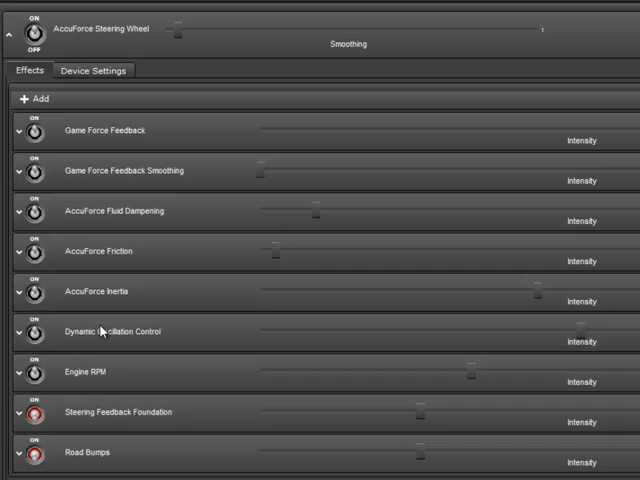 ON
AccuForce Steering Wheel
1
OFF
Smoothing
Effects
Device Settings
+ Add
ON
Game Force Feedback
Intensity
ON
Game Force Feedback Smoothing
Intensity
ON
AccuForce Fluid Dampening
Intensity
ON
AccuForce Friction
Intensity
ON
AccuForce Inertia
Intensity
ON
Dynamic Oscillation Control
Intensity
ON
Engine RPM
Intensity
ON
Steering Feedback Foundation
Intensity
ON
Road Bumps
Intensity